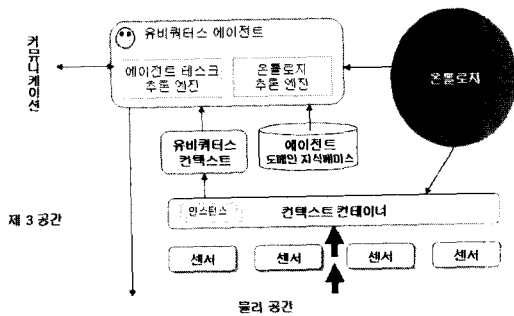 커뮤니케이션
유비쿼터스 에이전트
에이전트 태스크
추론 엔진
온톨로지
추론 엔진
온톨로지
유비쿼터스
컨텍스트
에이전트
도메인 지식베이스
인스턴스
컨텍스트 컨테이너
제 3 공간
센서
센서
센서
센서
물리 공간